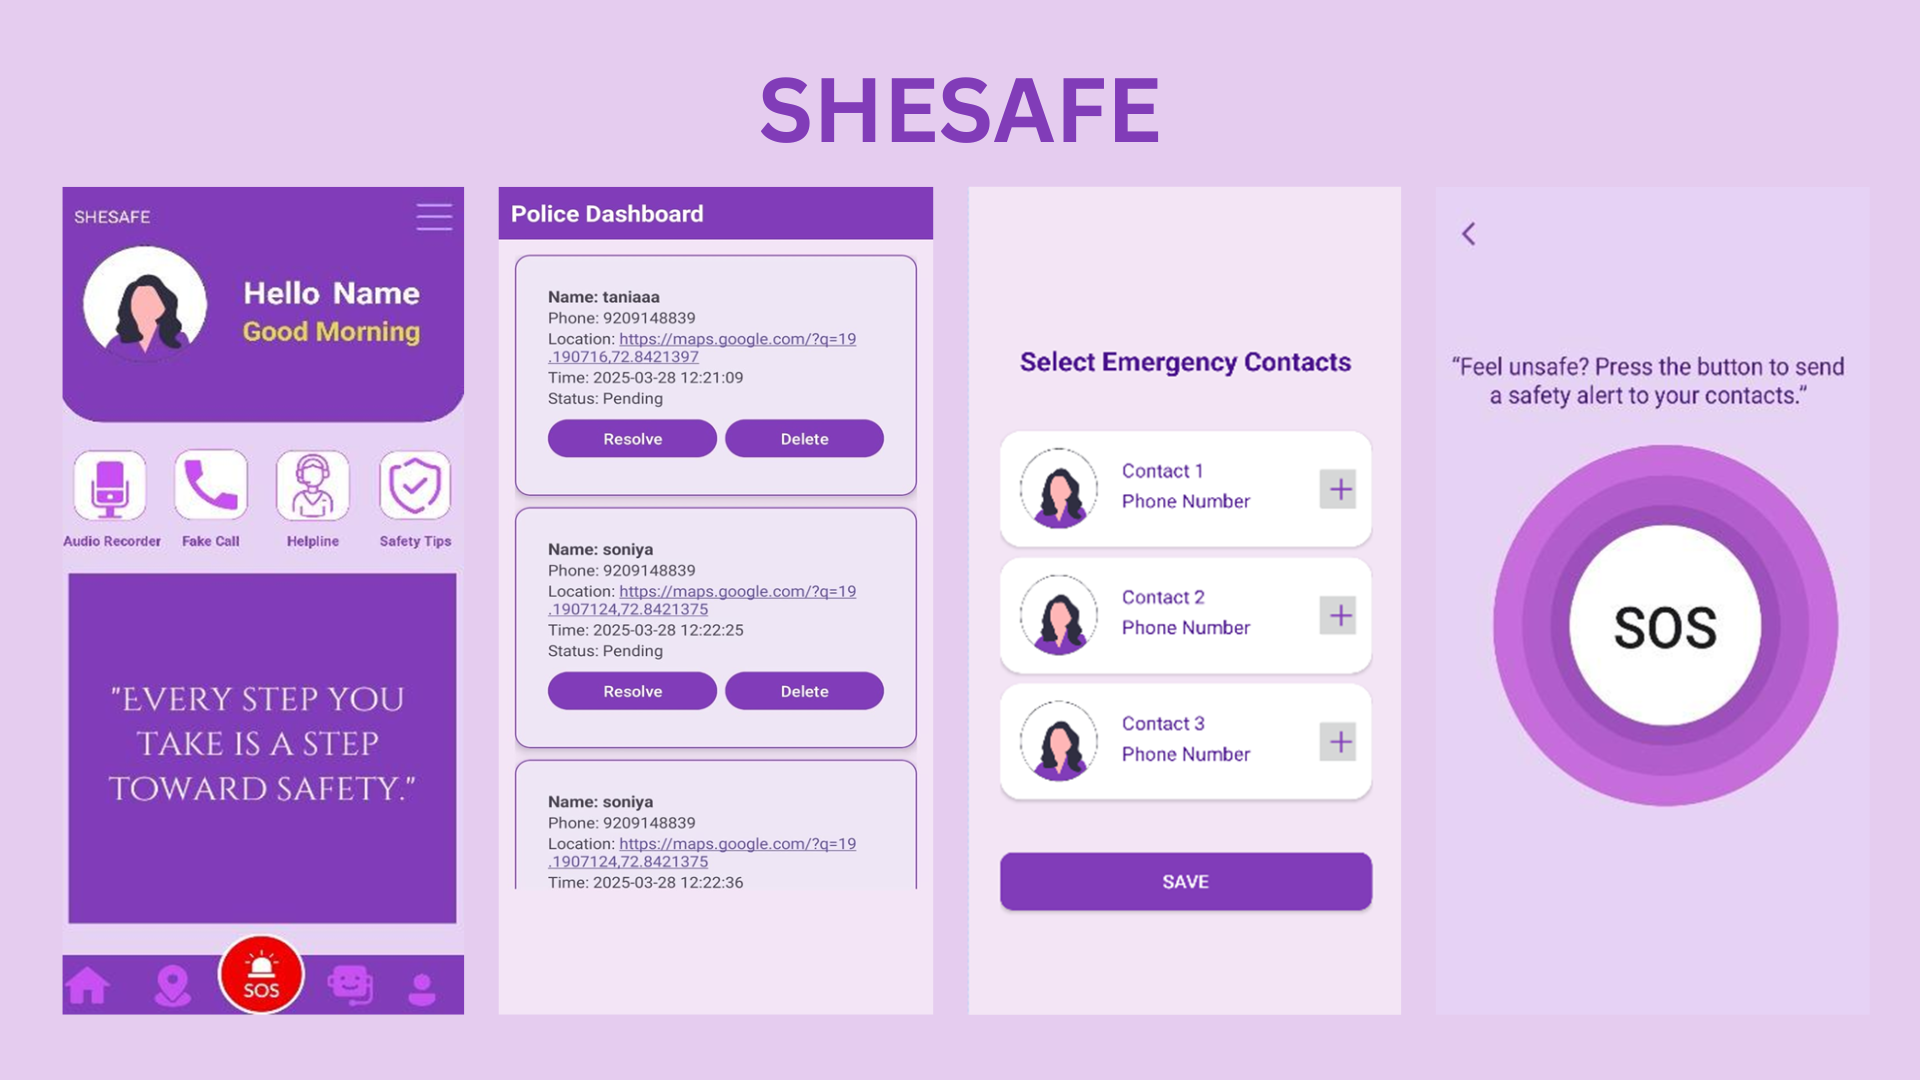 SHESAFE
SHESAFE
Hello Name
Good Morning
Audio Recorder
Fake Call
Helpline
Safety Tips
"EVERY STEP YOU
TAKE IS A STEP
TOWARD SAFETY."
SOS
Police Dashboard
Name: taniaaa
Phone: 9209148839
Location: https://maps.google.com/?q=19
.190716,72.8421397
Time: 2025-03-28 12:21:09
Status: Pending
Resolve
Delete
Name: soniya
Phone: 9209148839
Location: https://maps.google.com/?q=19
.1907124,72.8421375
Time: 2025-03-28 12:22:25
Status: Pending
Resolve
Delete
Name: soniya
Phone: 9209148839
Location: https://maps.google.com/?q=19
.1907124,72.8421375
Time: 2025-03-28 12:22:36
Select Emergency Contacts
Contact 1
Phone Number
Contact 2
Phone Number
Contact 3
Phone Number
SAVE
“Feel unsafe? Press the button to send
a safety alert to your contacts.”
SOS